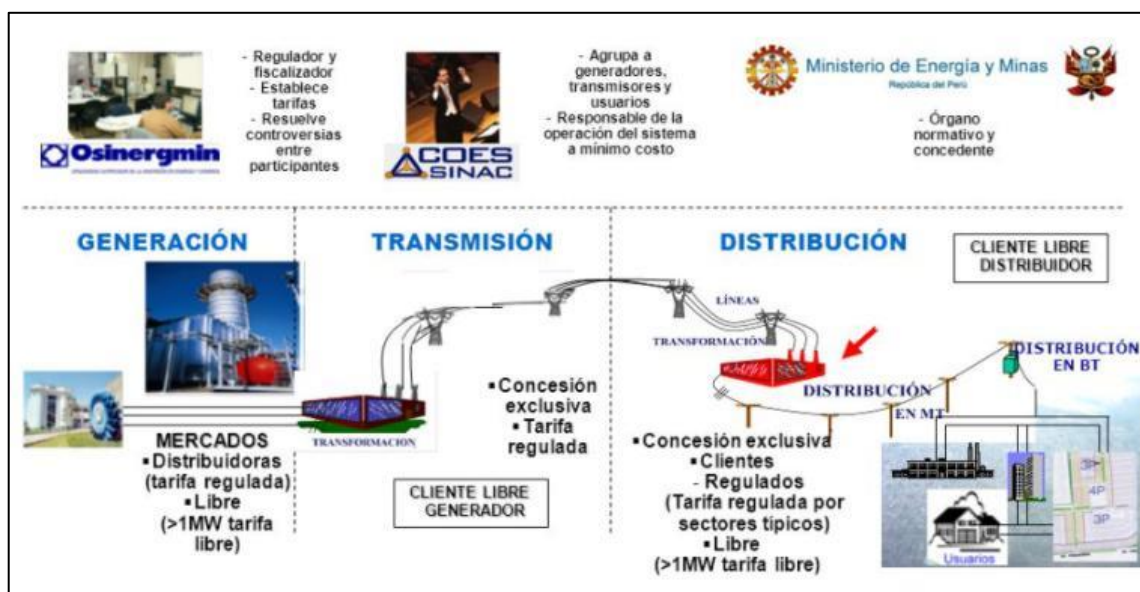 - Regulador y
fiscalizador
- Establece
tarifas
- Resuelve
controversias
entre
participantes
Osinergmin
- Agrupa a
generadores,
transmisores y
usuarios
- Responsable de la
operación del sistema
a mínimo costo
COES
SINAC
Ministerio de Energía y Minas
República del Perú
- Órgano
normativo y
concedente
GENERACIÓN
TRANSFORMACION
MERCADOS
▪Distribuidoras
(tarifa regulada)
▪Libre
(>1MW tarifa
libre)
TRANSMISIÓN
▪Concesión
exclusiva
▪Tarifa
regulada
CLIENTE LIBRE
GENERADOR
DISTRIBUCIÓN
CLIENTE LIBRE
DISTRIBUIDOR
LÍNEAS
TRANSFORMACIÓN
DISTRIBUCIÓN
EN MT
DISTRIBUCIÓN
EN BT
▪Concesión exclusiva
▪Clientes
- Regulados
(Tarifa regulada por
sectores típicos)
▪Libre
(>1MW tarifa libre)
4P
3P
Usuarios